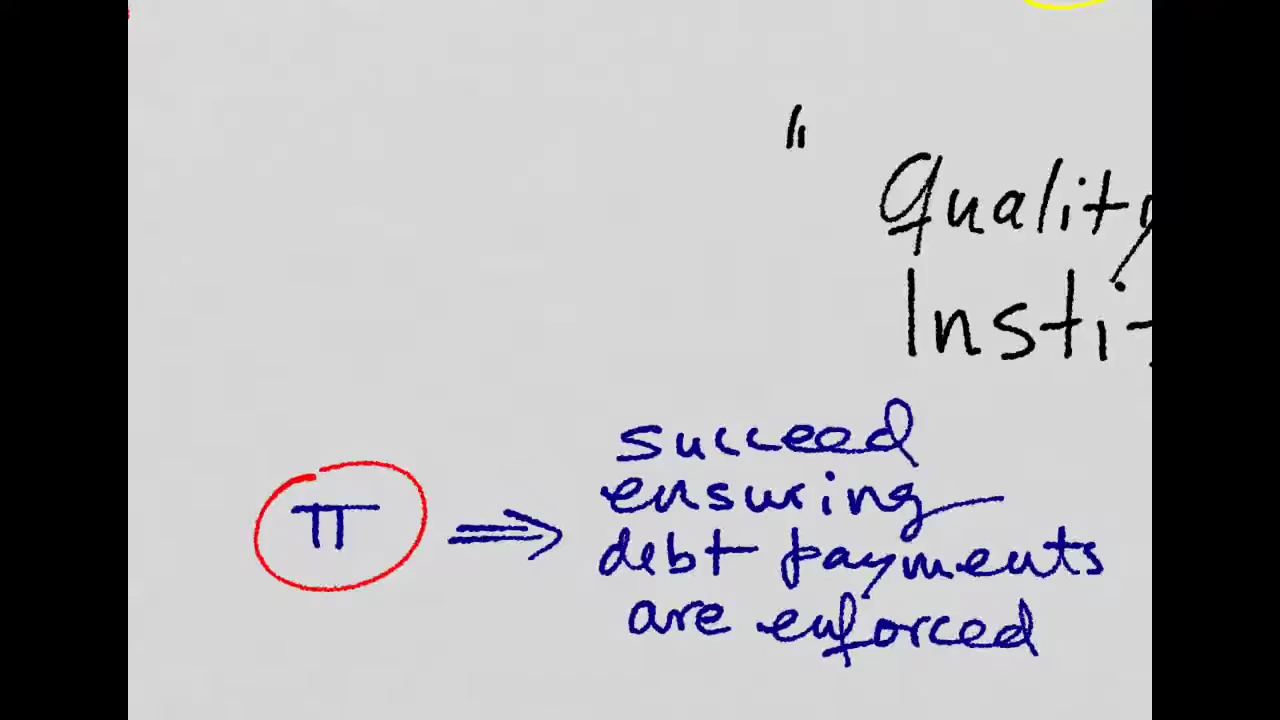 "
Quality
Insti
π ⇒ succeed
ensuring
debt payments
are enforced